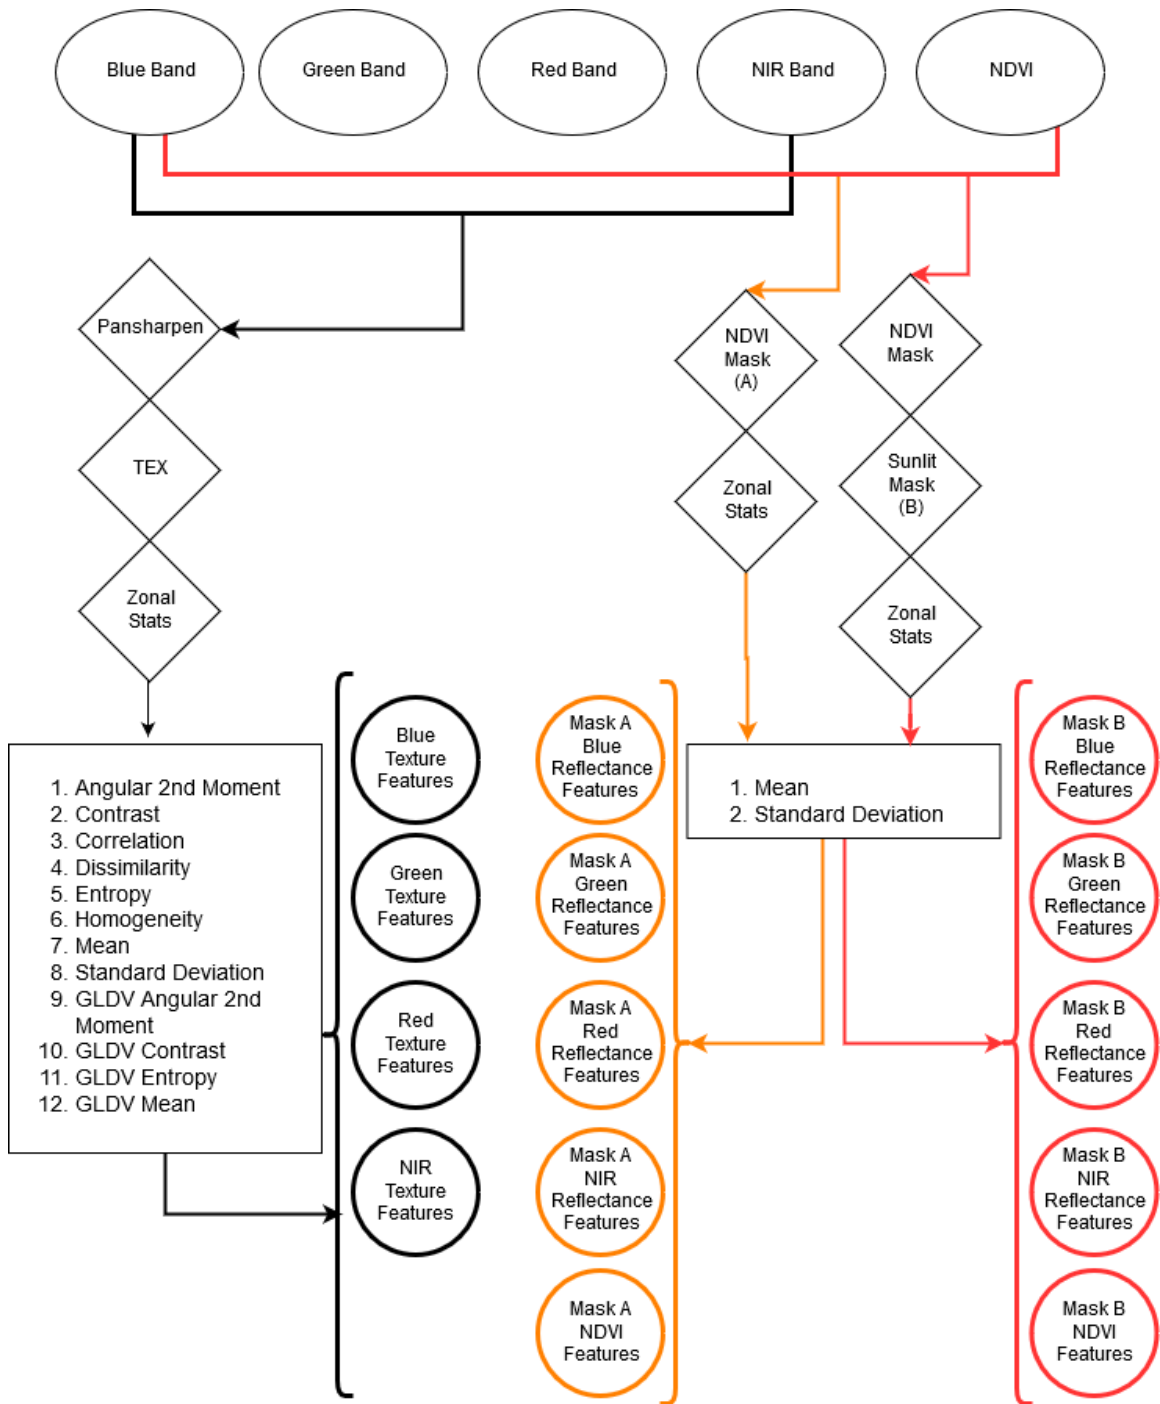 Blue Band
Green Band
Red Band
NIR Band
NDVI
Pansharpen
TEX
Zonal
Stats
NDVI
Mask
(A)
Zonal
Stats
NDVI
Mask
Sunlit
Mask
(B)
Zonal
Stats
1. Angular 2nd Moment
2. Contrast
3. Correlation
4. Dissimilarity
5. Entropy
6. Homogeneity
7. Mean
8. Standard Deviation
9. GLDV Angular 2nd
Moment
10. GLDV Contrast
11. GLDV Entropy
12. GLDV Mean
Blue
Texture
Features
Green
Texture
Features
Red
Texture
Features
NIR
Texture
Features
Mask A
Blue
Reflectance
Features
Mask A
Green
Reflectance
Features
Mask A
Red
Reflectance
Features
Mask A
NIR
Reflectance
Features
Mask A
NDVI
Features
1. Mean
2. Standard Deviation
Mask B
Blue
Reflectance
Features
Mask B
Green
Reflectance
Features
Mask B
Red
Reflectance
Features
Mask B
NIR
Reflectance
Features
Mask B
NDVI
Features